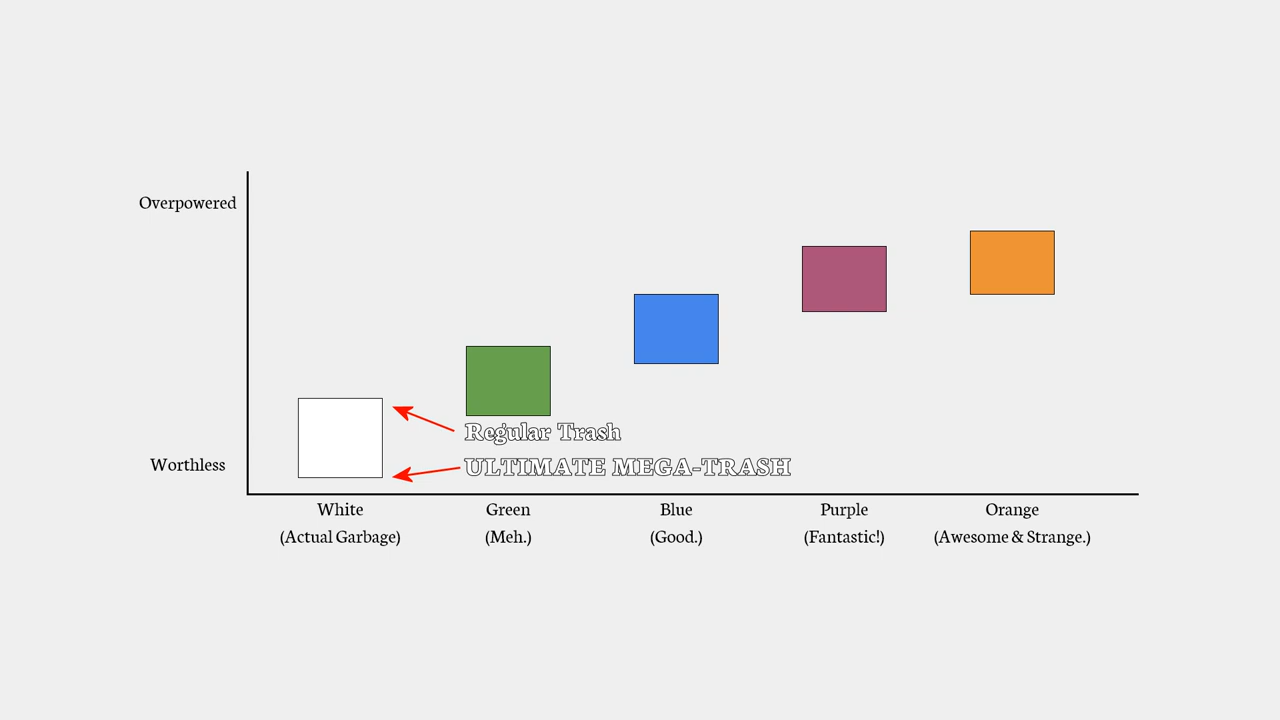 Overpowered
Regular Trash
Worthless
ULTIMATE MEGA-TRASH
White
(Actual Garbage)
Green
(Meh.)
Blue
(Good.)
Purple
(Fantastic!)
Orange
(Awesome & Strange.)